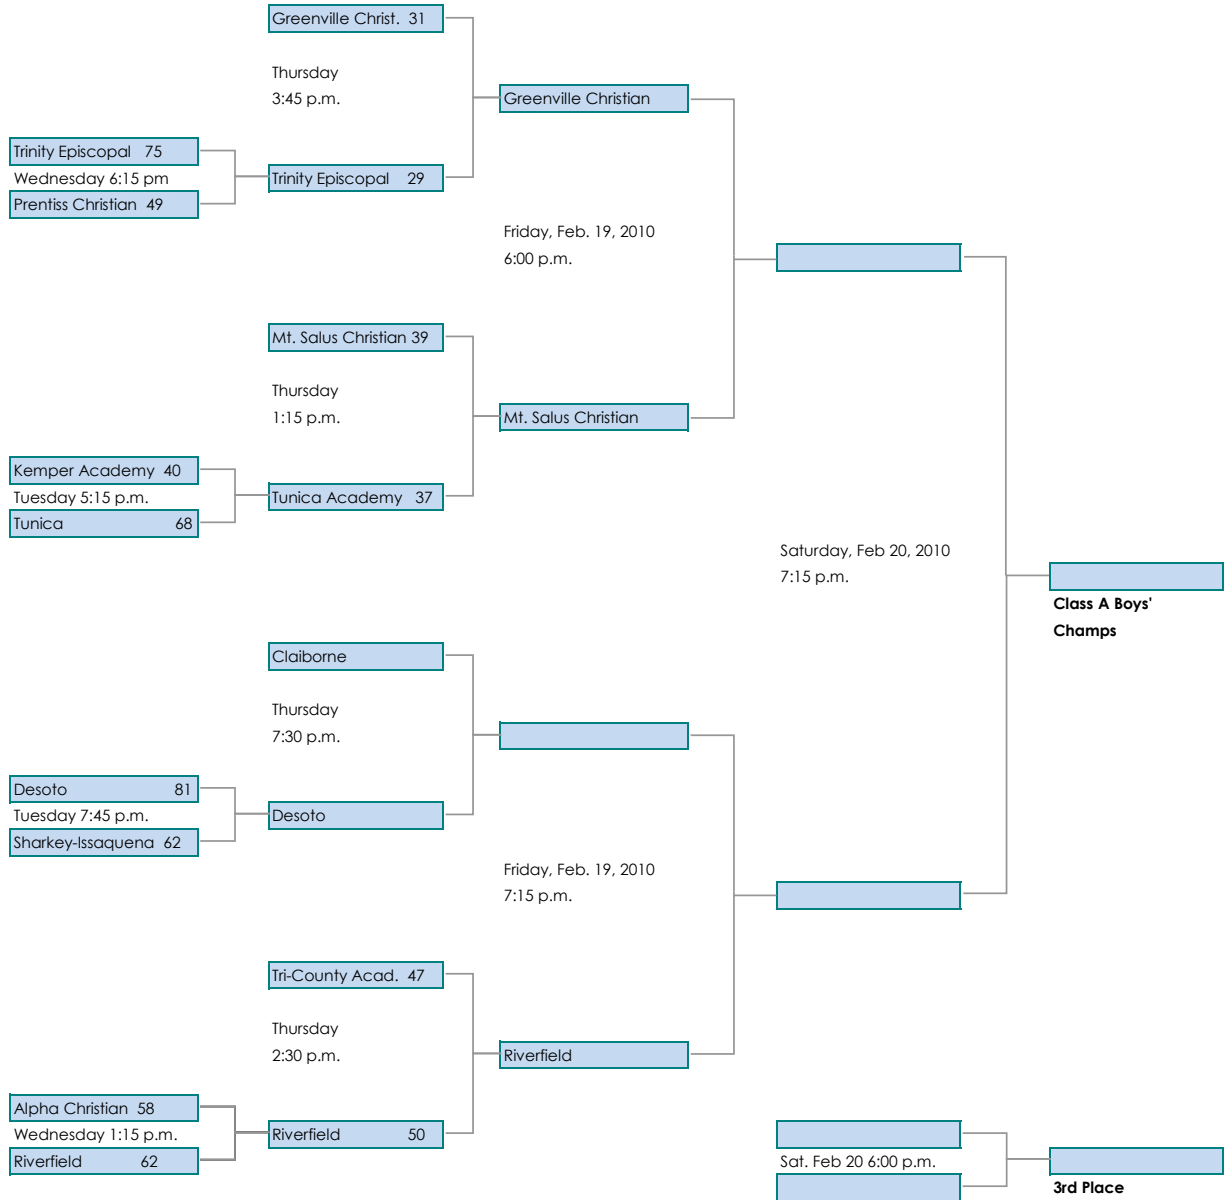 Greenville Christ. 31
Thursday
3:45 p.m.
Greenville Christian
Trinity Episcopal 75
Wednesday 6:15 pm
Prentiss Christian 49
Trinity Episcopal 29
Friday, Feb. 19, 2010
6:00 p.m.
Mt. Salus Christian 39
Thursday
1:15 p.m.
Mt. Salus Christian
Kemper Academy 40
Tuesday 5:15 p.m.
Tunica 68
Tunica Academy 37
Saturday, Feb 20, 2010
7:15 p.m.
Class A Boys'
Champs
Claiborne
Thursday
7:30 p.m.
Desoto 81
Tuesday 7:45 p.m.
Sharkey-Issaquena 62
Desoto
Friday, Feb. 19, 2010
7:15 p.m.
Tri-County Acad. 47
Thursday
2:30 p.m.
Riverfield
Alpha Christian 58
Wednesday 1:15 p.m.
Riverfield 62
Riverfield 50
Sat. Feb 20 6:00 p.m.
3rd Place